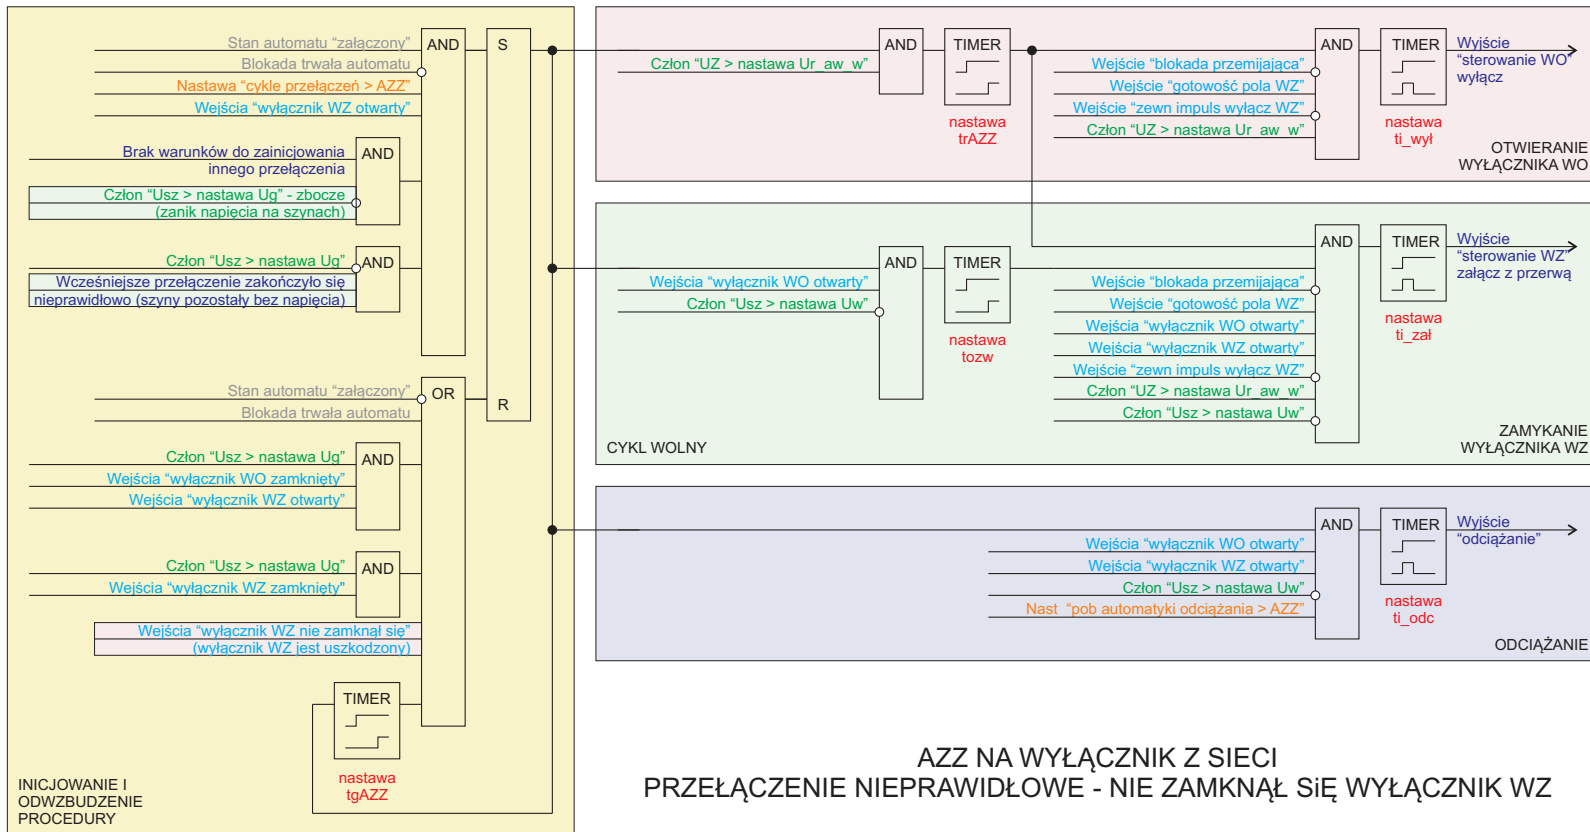 Stan automatu “załączony”
Blokada trwała automatu
Nastawa “cykle przełączeń > AZZ”
Wejścia “wyłącznik WZ otwarty”
AND
S
Brak warunków do zainicjowania
innego przełączenia
AND
Człon “Usz > nastawa Ug” - zbocze
(zanik napięcia na szynach)
Człon “Usz > nastawa Ug”
AND
Wcześniejsze przełączenie zakończyło się
nieprawidłowo (szyny pozostały bez napięcia)
Stan automatu “załączony”
Blokada trwała automatu
OR
R
Człon “Usz > nastawa Ug”
AND
Wejścia “wyłącznik WO zamknięty”
Wejścia “wyłącznik WZ otwarty”
Człon “Usz > nastawa Ug”
AND
Wejścia “wyłącznik WZ zamknięty"
Wejścia “wyłącznik WZ nie zamknął się”
(wyłącznik WZ jest uszkodzony)
TIMER
nastawa
tgAZZ
INICJOWANIE I
ODWZBUDZENIE
PROCEDURY
Człon “UZ > nastawa Ur_aw_w”
AND
TIMER
nastawa
trAZZ
Wejście “blokada przemijająca”
Wejście “gotowość pola WZ”
Wejście “zewn impuls wyłącz WZ”
Człon “UZ > nastawa Ur_aw_w”
AND
TIMER
nastawa
ti_wył
Wyjście
“sterowanie WO”
wyłącz
OTWIERANIE
WYŁĄCZNIKA WO
Wejścia “wyłącznik WO otwarty”
Człon “Usz > nastawa Uw”
AND
TIMER
nastawa
tozw
Wejście “blokada przemijająca”
Wejście “gotowość pola WZ”
Wejścia “wyłącznik WO otwarty”
Wejścia “wyłącznik WZ otwarty”
Wejście “zewn impuls wyłącz WZ”
Człon “UZ > nastawa Ur_aw_w”
Człon “Usz > nastawa Uw”
AND
TIMER
nastawa
ti_zał
Wyjście
“sterowanie WZ”
załącz z przerwą
CYKL WOLNY
ZAMYKANIE
WYŁĄCZNIKA WZ
Wejścia “wyłącznik WO otwarty”
Wejścia “wyłącznik WZ otwarty”
Człon “Usz > nastawa Uw”
Nast “pob automatyki odciążania > AZZ”
AND
TIMER
nastawa
ti_odc
Wyjście
“odciążanie”
ODCIĄŻANIE
AZZ NA WYŁĄCZNIK Z SIECI
PRZEŁĄCZENIE NIEPRAWIDŁOWE - NIE ZAMKNĄŁ SiĘ WYŁĄCZNIK WZ